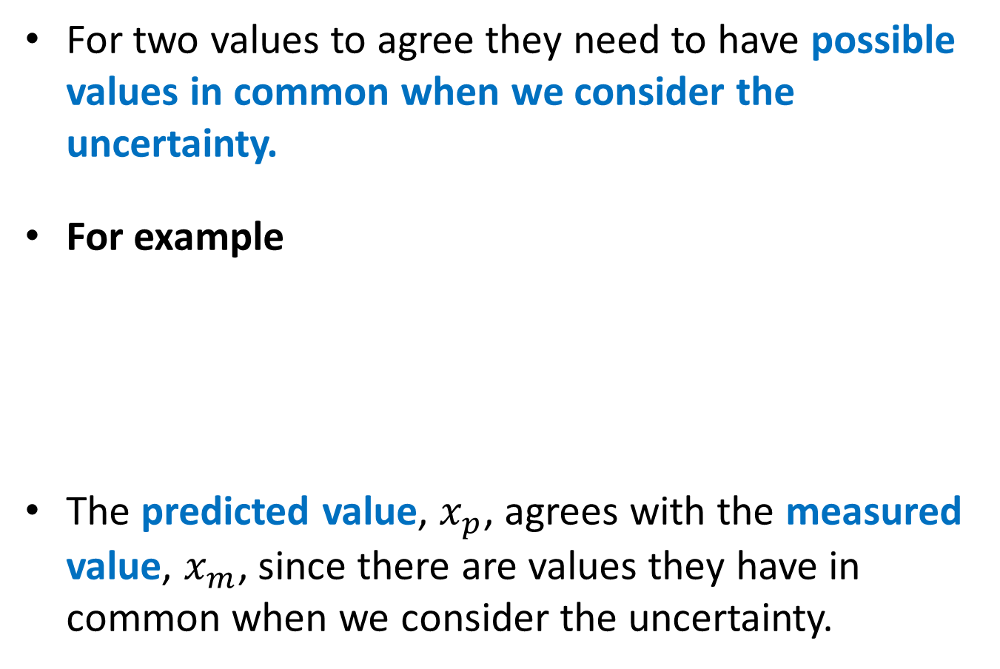 • For two values to agree they need to have possible
values in common when we consider the
uncertainty.
• For example
• The predicted value, 𝑥𝑝, agrees with the measured
value, 𝑥𝑚, since there are values they have in
common when we consider the uncertainty.